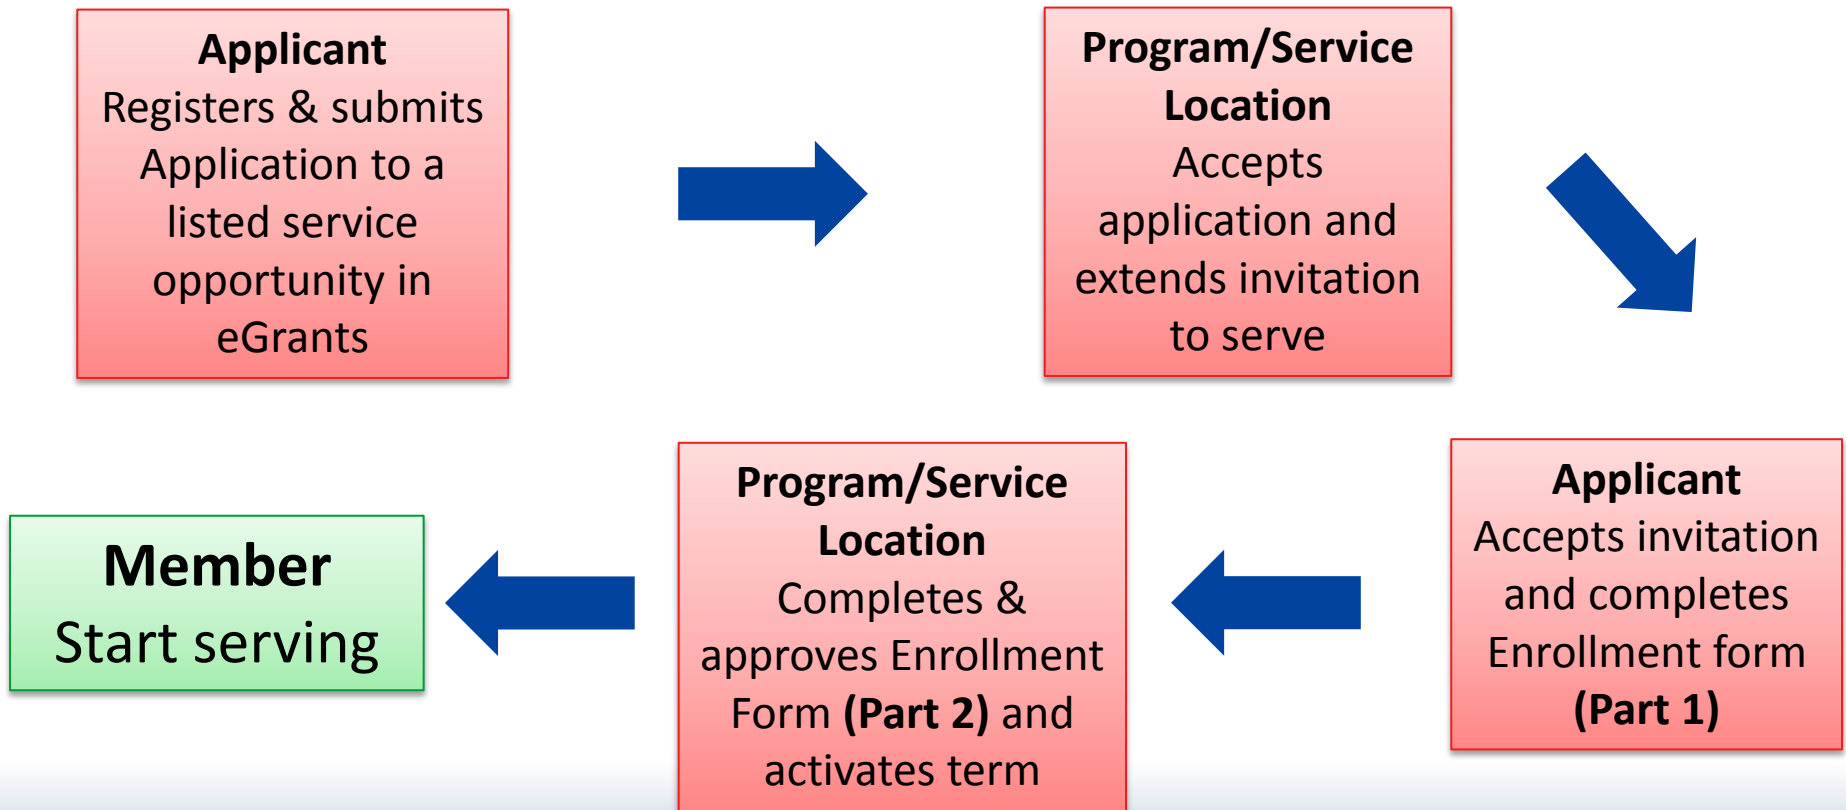 Applicant
Registers & submits
Application to a
listed service
opportunity in
eGrants
Program/Service
Location
Accepts
application and
extends invitation
to serve
Applicant
Accepts invitation
and completes
Enrollment form
(Part 1)
Program/Service
Location
Completes &
approves Enrollment
Form (Part 2) and
activates term
Member
Start serving